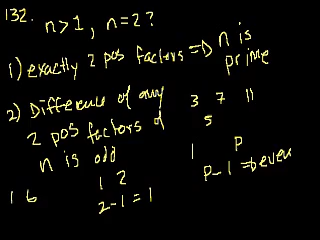 132. n>1, n=2?
1) exactly 2 pos factors => n is prime
2) Difference of any
2 pos factors of
n is odd
3 7 11
5
1 2
2-1=1
1 p
p-1 => even
1 6